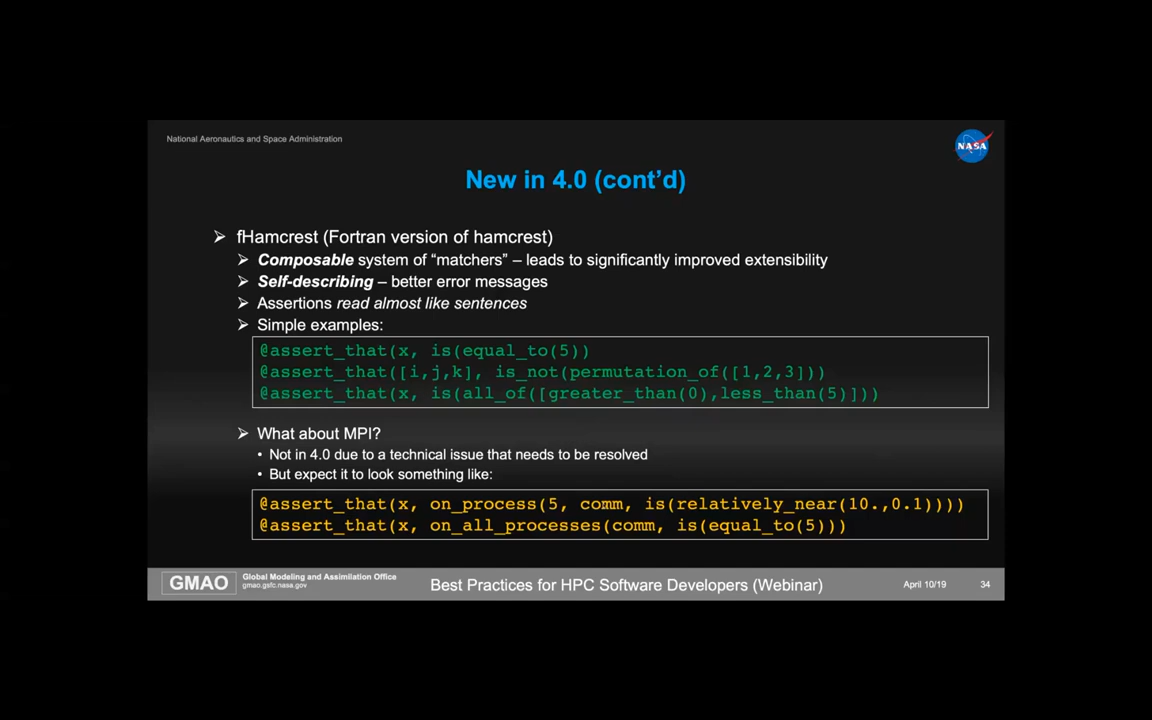 National Aeronautics and Space Administration
NASA
New in 4.0 (cont’d)
➢ fHamcrest (Fortran version of hamcrest)
➢ Composable system of “matchers” – leads to significantly improved extensibility
➢ Self-describing – better error messages
➢ Assertions read almost like sentences
➢ Simple examples:
@assert_that(x, is(equal_to(5))
@assert_that([i,j,k], is_not(permutation_of([1,2,3]))
@assert_that(x, is(all_of([greater_than(0),less_than(5)]))
➢ What about MPI?
• Not in 4.0 due to a technical issue that needs to be resolved
• But expect it to look something like:
@assert_that(x, on_process(5, comm, is(relatively_near(10.,0.1))))
@assert_that(x, on_all_processes(comm, is(equal_to(5)))
GMAO
Global Modeling and Assimilation Office
gmao.gsfc.nasa.gov
Best Practices for HPC Software Developers (Webinar)
April 10/19
34